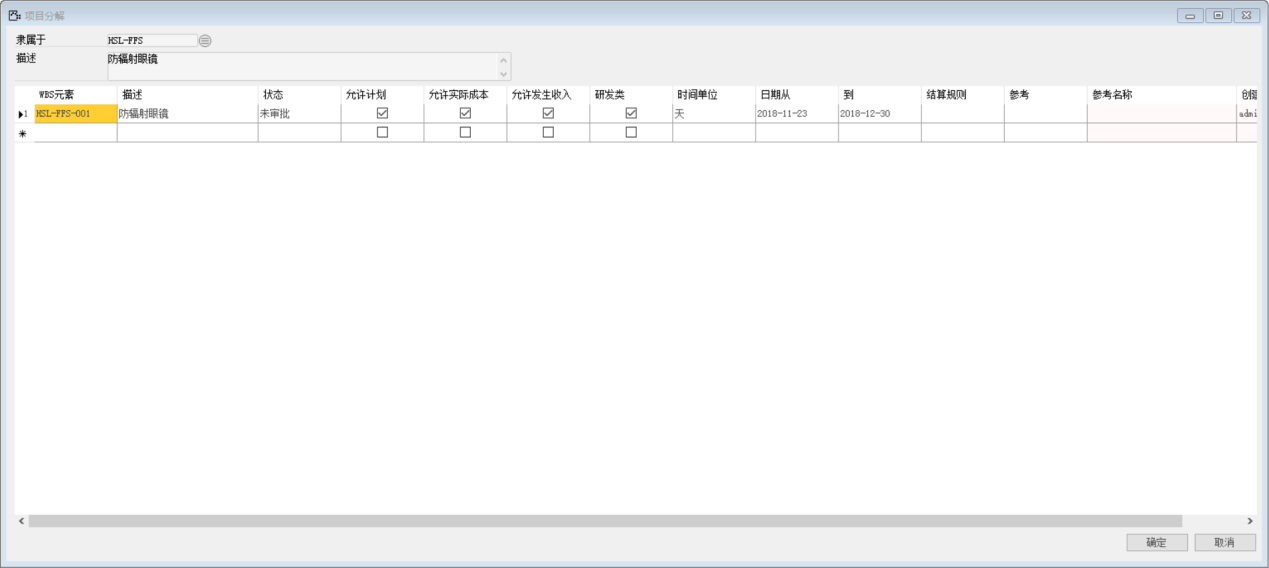 项目分解
隶属于 HSL-FFS
描述 防辐射眼镜
WBS元素 描述 状态 允许计划 允许实际成本 允许发生收入 研发类 时间单位 日期从 到 结算规则 参考 参考名称 创建
1 HSL-FFS-001 防辐射眼镜 未审批 天 2018-11-23 2018-12-30 admi
*
确定 取消